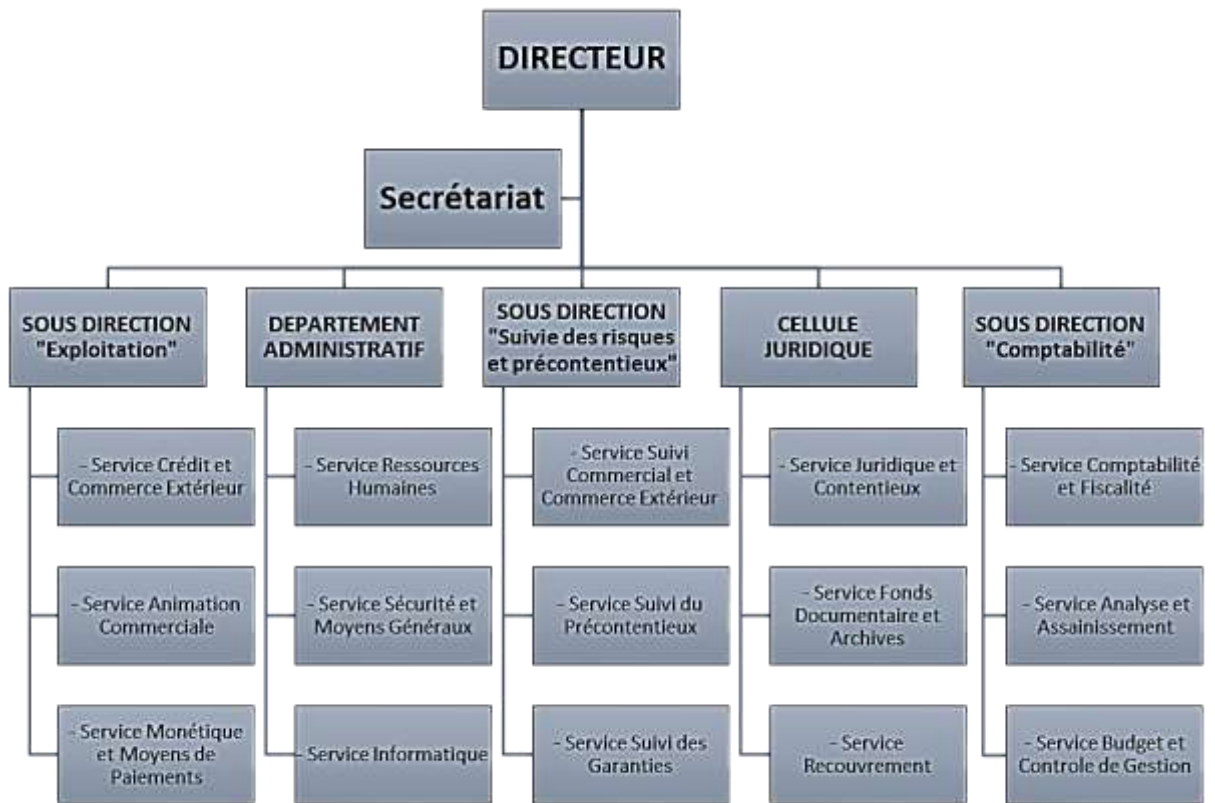 DIRECTEUR
Secrétariat
SOUS DIRECTION
"Exploitation"
DEPARTEMENT
ADMINISTRATIF
SOUS DIRECTION
"Suivie des risques
et précontentieux"
CELLULE
JURIDIQUE
SOUS DIRECTION
"Comptabilité"
- Service Crédit et
Commerce Extérieur
- Service Ressources
Humaines
- Service Suivi
Commercial et
Commerce Extérieur
- Service Juridique et
Contentieux
- Service Comptabilité
et Fiscalité
- Service Animation
Commerciale
- Service Sécurité et
Moyens Généraux
- Service Suivi du
Précontentieux
- Service Fonds
Documentaire et
Archives
- Service Analyse et
Assainissement
- Service Monétique
et Moyens de
Paiements
- Service Informatique
- Service Suivi des
Garanties
- Service
Recouvrement
- Service Budget et
Controle de Gestion